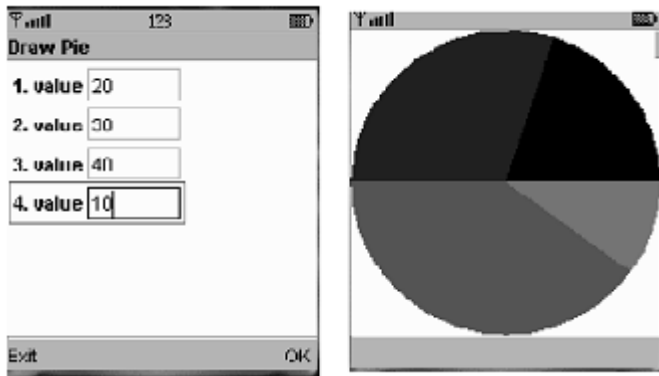 123
Draw Pie
1. value 20
2. value 30
3. value 40
4. value 10
Exit OK